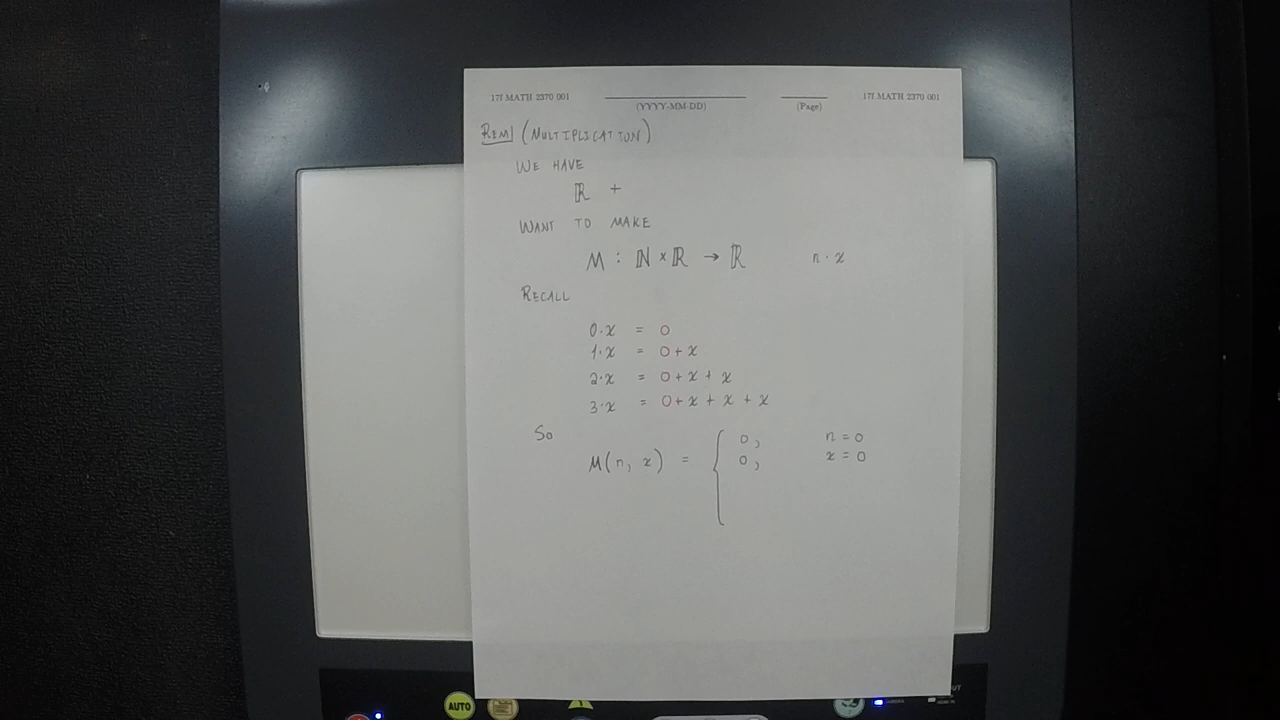 17f MATH 2370 001 (YYYY-MM-DD) (Page) 17f MATH 2370 001
REM (MULTIPLICATION)
WE HAVE
ℝ +
WANT TO MAKE
M : ℕ × ℝ → ℝ n · x
RECALL
0·x = 0
1·x = 0 + x
2·x = 0 + x + x
3·x = 0 + x + x + x
So
M(n, x) = { 0, n = 0
0, x = 0
AUTO